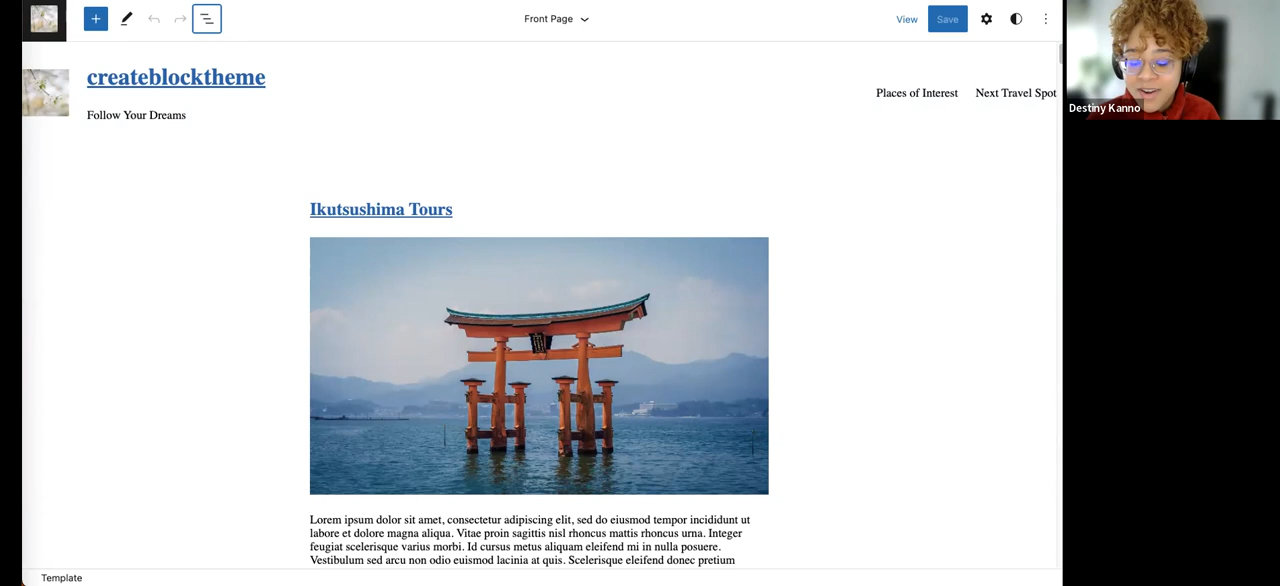 Front Page
View
Save
createblocktheme
Follow Your Dreams
Places of Interest
Next Travel Spot
Destiny Kanno
Ikutsushima Tours
Lorem ipsum dolor sit amet, consectetur adipiscing elit, sed do eiusmod tempor incididunt ut
labore et dolore magna aliqua. Vitae proin sagittis nisl rhoncus mattis rhoncus urna. Integer
feugiat scelerisque varius morbi. Id cursus metus aliquam eleifend mi in nulla posuere.
Vestibulum sed arcu non odio euismod lacinia at quis. Scelerisque eleifend donec pretium
Template